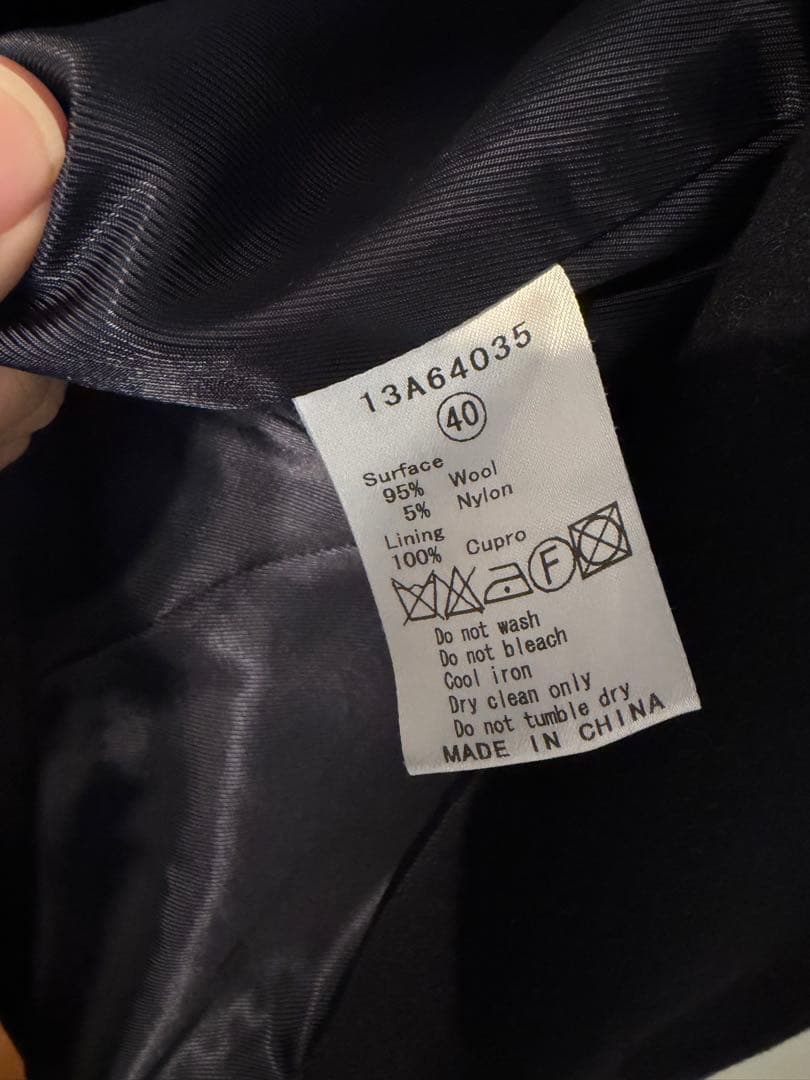 13A64035
40
Surface
95% Wool
5% Nylon
Lining
100% Cupro
F
Do not wash
Do not bleach
Cool iron
Dry clean only
Do not tumble dry
MADE IN CHINA